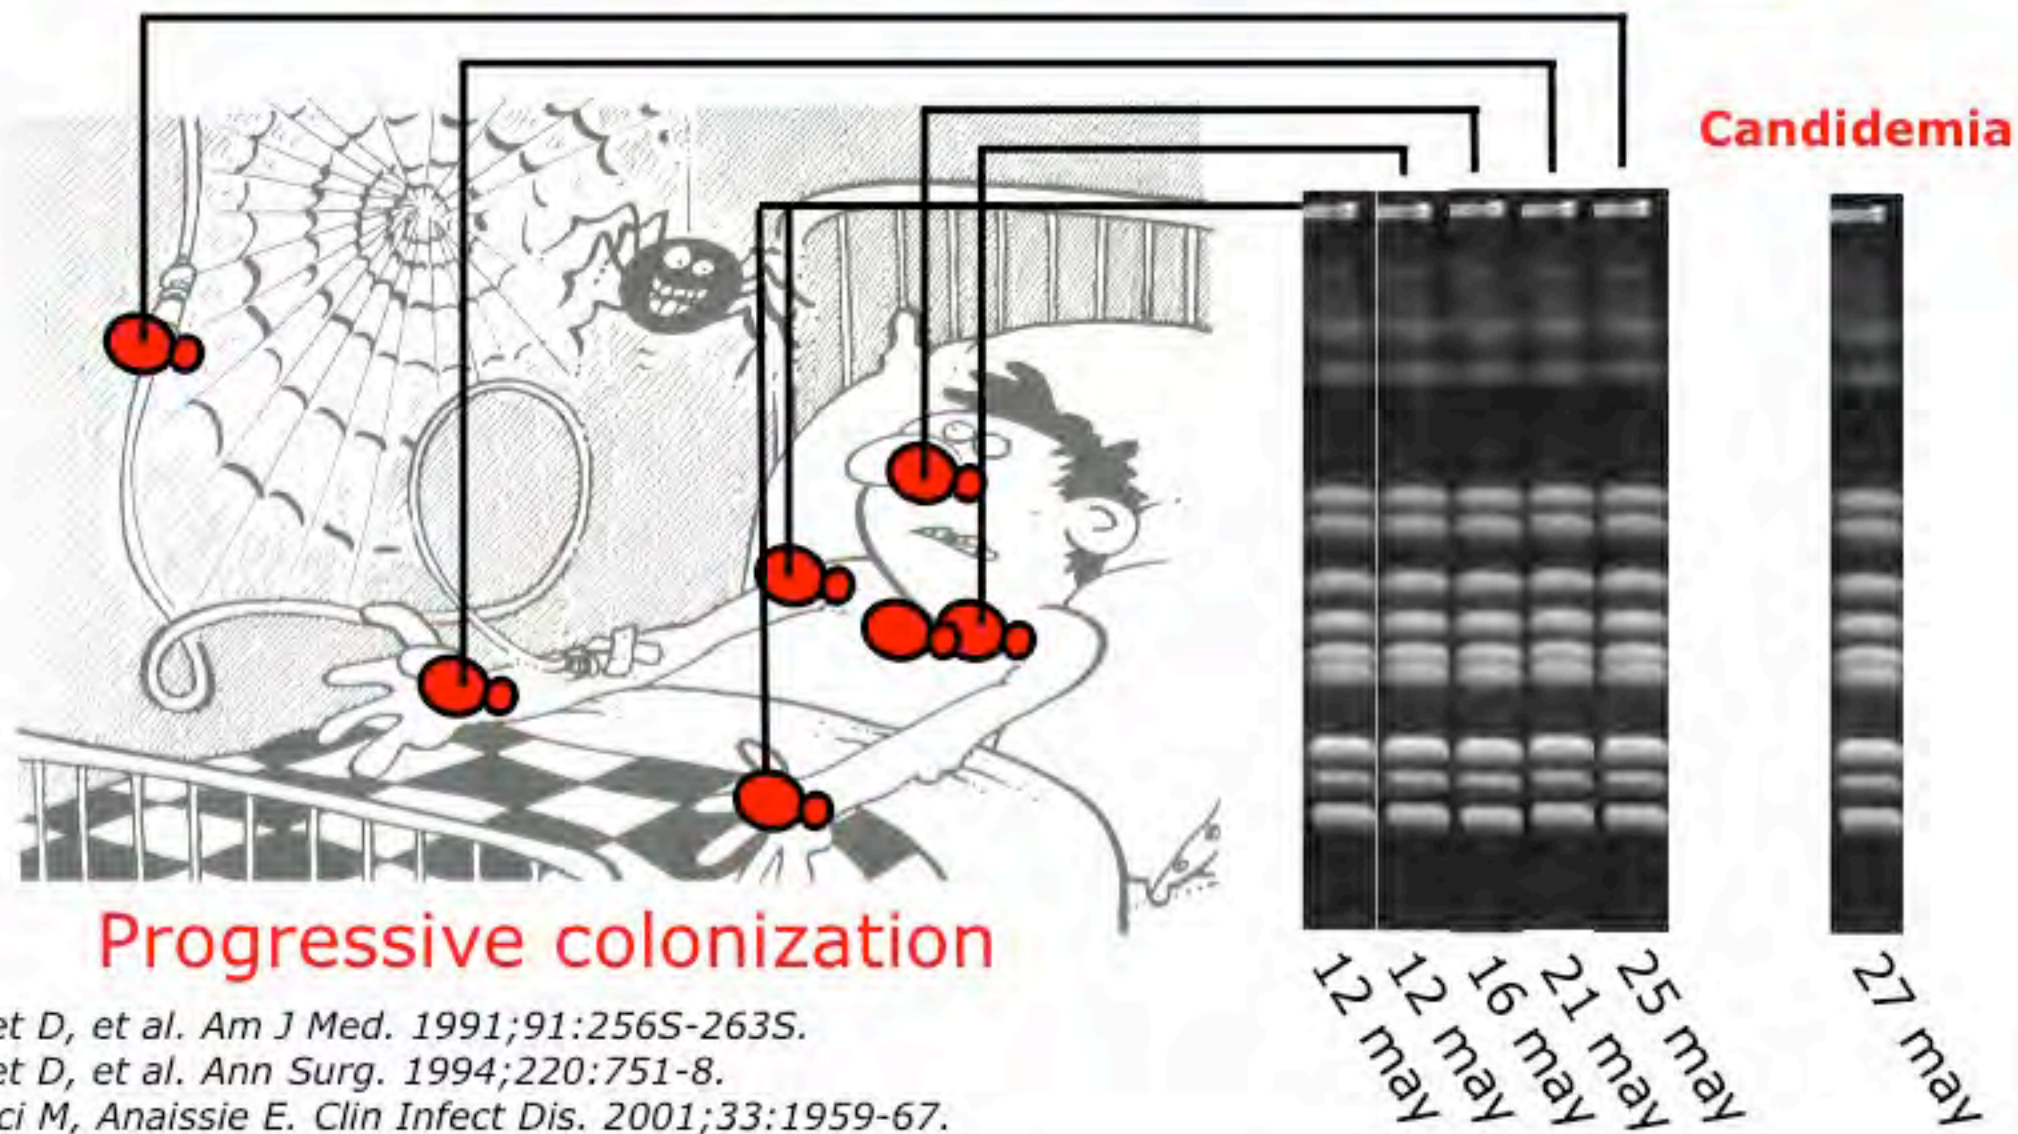 Candidemia
Progressive colonization
12 may
12 may
16 may
21 may
25 may
27 may
et D, et al. Am J Med. 1991;91:256S-263S.
et D, et al. Ann Surg. 1994;220:751-8.
ci M, Anaissie E. Clin Infect Dis. 2001;33:1959-67.